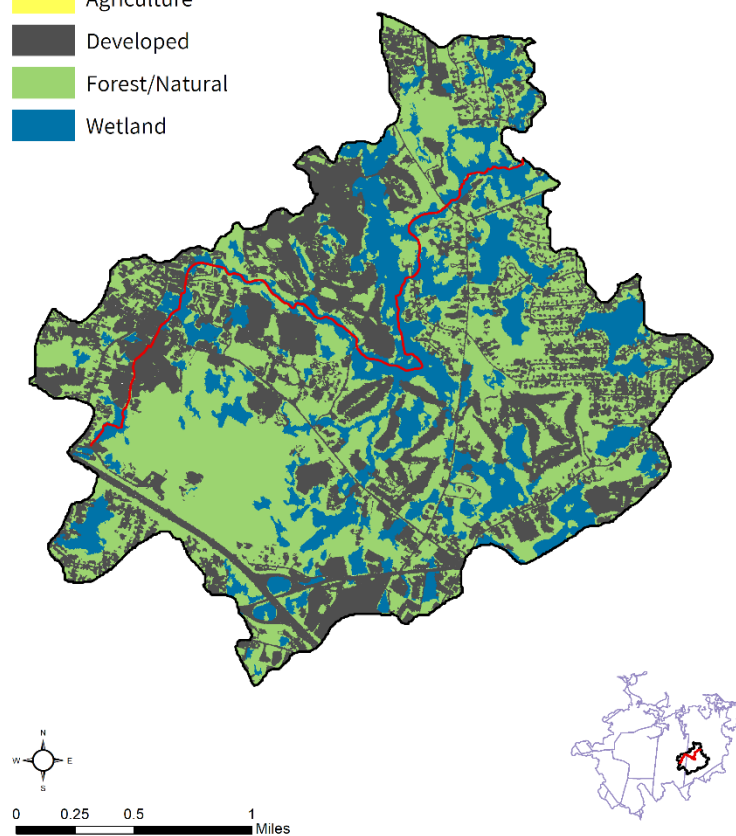 Agriculture
Developed
Forest/Natural
Wetland
N
W E
S
0 0.25 0.5 1
Miles